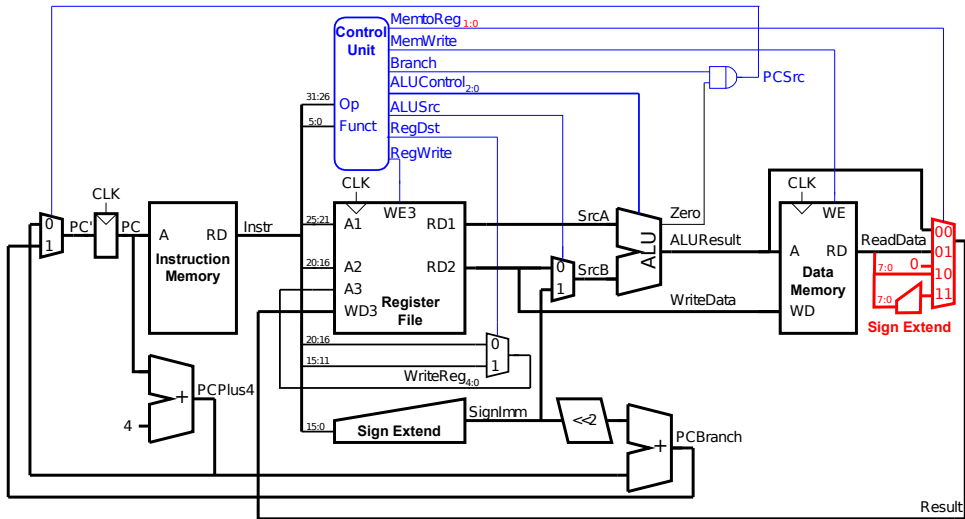 MemtoReg1:0
Control
Unit
MemWrite
Branch
PCSrc
ALUControl2:0
31:26
Op
ALUSrc
5:0
Funct
RegDst
RegWrite
CLK
CLK
CLK
0
1
PC'
PC
A
RD
Instruction
Memory
Instr
25:21
A1
WE3
RD1
SrcA
Zero
ALU
ALUResult
WE
A
RD
ReadData
00
01
10
11
20:16
A2
RD2
0
1
SrcB
A3
WD3
Register
File
WriteData
Data
Memory
WD
7:0
0
7:0
Sign Extend
20:16
0
15:11
1
WriteReg4:0
PCPlus4
+
4
SignImm
15:0
Sign Extend
<<2
+
PCBranch
Result